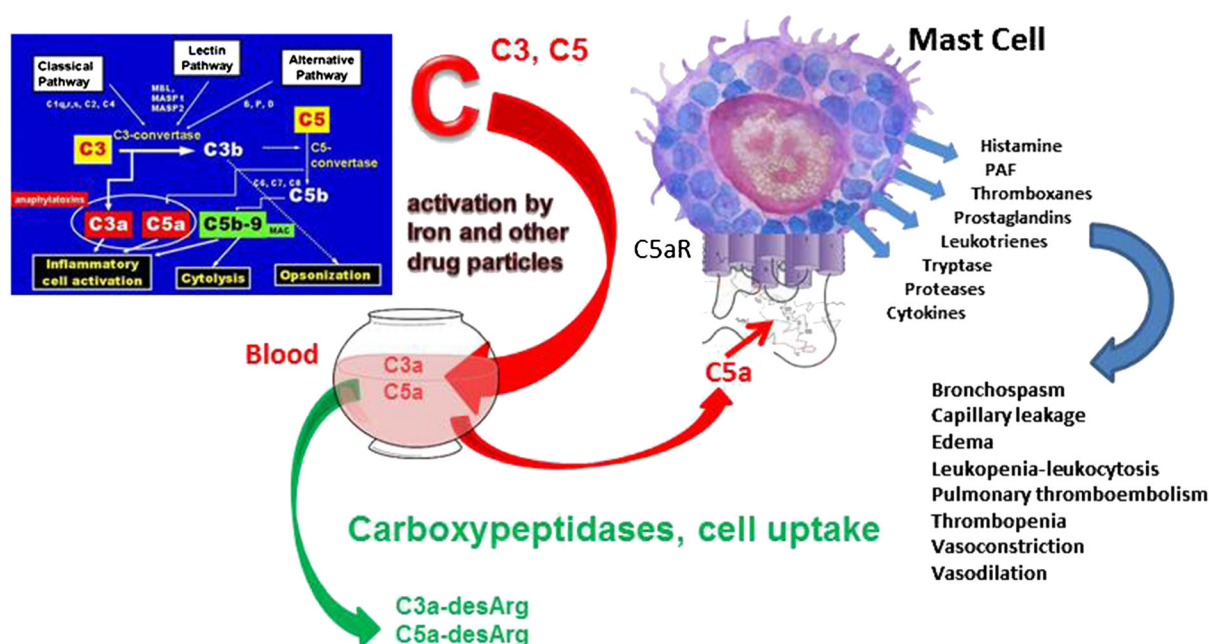 Classical
Pathway
Lectin
Pathway
Alternative
Pathway
C1q,r,s, C2, C4
MBL,
MASP1
MASP2
B, P, D
C3-convertase
C3
C3b
C5
C5-
convertase
C6, C7, C8
C5b
anaphylatoxins
C3a
C5a
C5b-9 MAC
Inflammatory
cell activation
Cytolysis
Opsonization
C3, C5
C
activation by
Iron and other
drug particles
Mast Cell
C5aR
Histamine
PAF
Thromboxanes
Prostaglandins
Leukotrienes
Tryptase
Proteases
Cytokines
Blood
C3a
C5a
C5a
Bronchospasm
Capillary leakage
Edema
Leukopenia-leukocytosis
Pulmonary thromboembolism
Thrombopenia
Vasoconstriction
Vasodilation
Carboxypeptidases, cell uptake
C3a-desArg
C5a-desArg